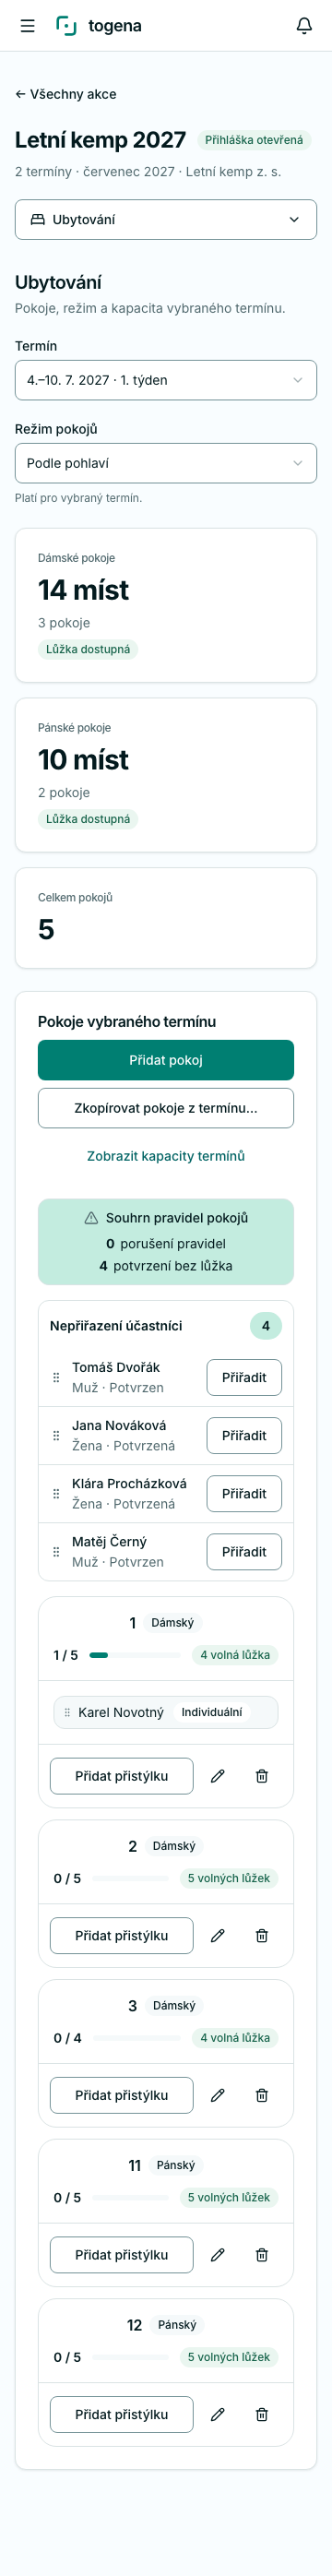 togena
← Všechny akce
Letní kemp 2027 Přihláška otevřená
2 termíny · červenec 2027 · Letní kemp z. s.
Ubytování
Ubytování
Pokoje, režim a kapacita vybraného termínu.
Termín
4.–10. 7. 2027 · 1. týden
Režim pokojů
Podle pohlaví
Platí pro vybraný termín.
Dámské pokoje
14 míst
3 pokoje
Lůžka dostupná
Pánské pokoje
10 míst
2 pokoje
Lůžka dostupná
Celkem pokojů
5
Pokoje vybraného termínu
Přidat pokoj
Zkopírovat pokoje z termínu...
Zobrazit kapacity termínů
Souhrn pravidel pokojů
0 porušení pravidel
4 potvrzení bez lůžka
Nepřiřazení účastníci 4
Tomáš Dvořák
Muž · Potvrzen
Přiřadit
Jana Nováková
Žena · Potvrzená
Přiřadit
Klára Procházková
Žena · Potvrzená
Přiřadit
Matěj Černý
Muž · Potvrzen
Přiřadit
1 Dámský
1 / 5 4 volná lůžka
Karel Novotný Individuální
Přidat přistýlku
2 Dámský
0 / 5 5 volných lůžek
Přidat přistýlku
3 Dámský
0 / 4 4 volná lůžka
Přidat přistýlku
11 Pánský
0 / 5 5 volných lůžek
Přidat přistýlku
12 Pánský
0 / 5 5 volných lůžek
Přidat přistýlku